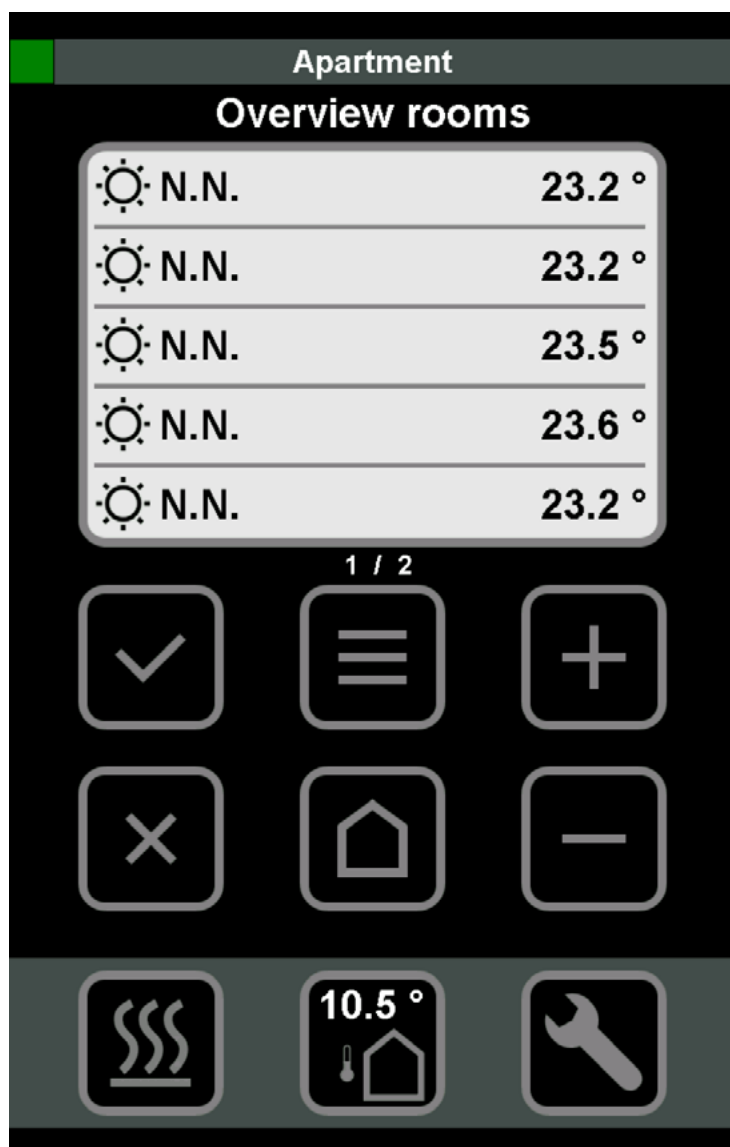 Apartment
Overview rooms
N.N. 23.2 °
N.N. 23.2 °
N.N. 23.5 °
N.N. 23.6 °
N.N. 23.2 °
1 / 2
10.5 °